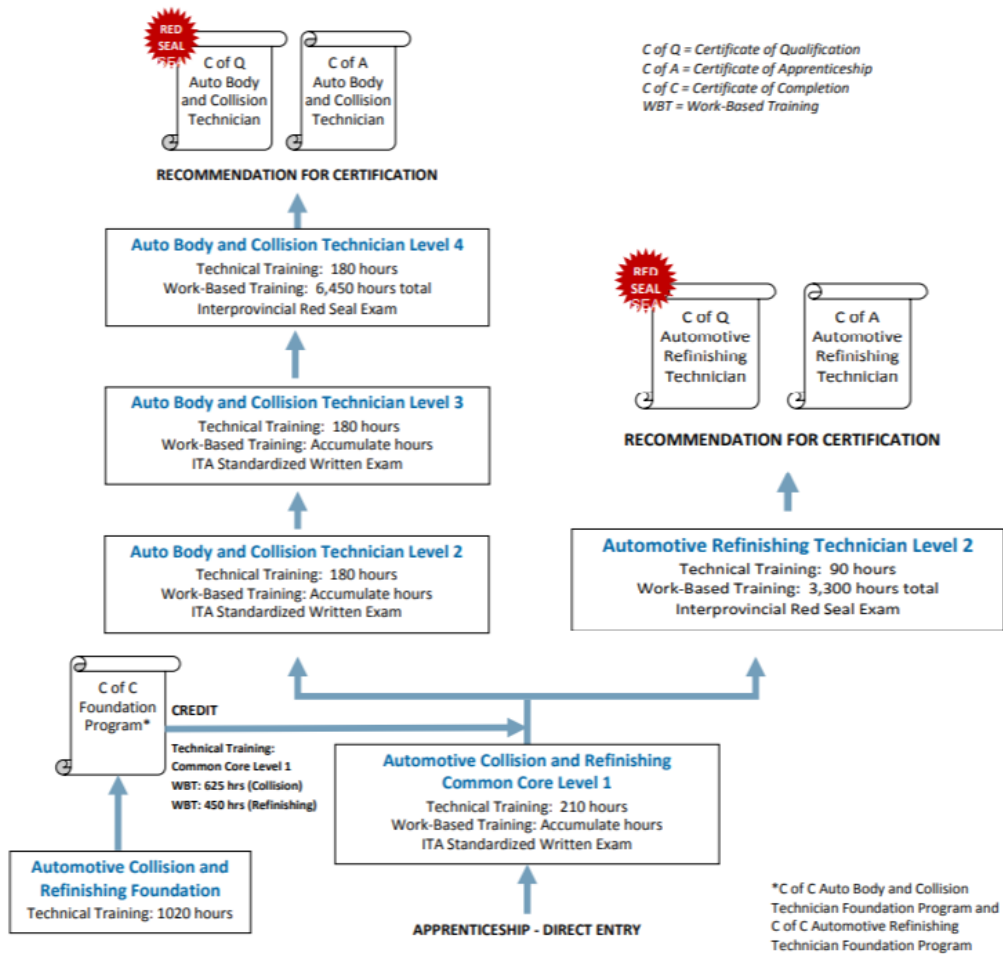 RED
SEAL
SEA
C of Q
Auto Body
and Collision
Technician
C of A
Auto Body
and Collision
Technician
C of Q = Certificate of Qualification
C of A = Certificate of Apprenticeship
C of C = Certificate of Completion
WBT = Work-Based Training
RECOMMENDATION FOR CERTIFICATION
Auto Body and Collision Technician Level 4
Technical Training: 180 hours
Work-Based Training: 6,450 hours total
Interprovincial Red Seal Exam
RED
SEAL
SEA
C of Q
Automotive
Refinishing
Technician
C of A
Automotive
Refinishing
Technician
RECOMMENDATION FOR CERTIFICATION
Auto Body and Collision Technician Level 3
Technical Training: 180 hours
Work-Based Training: Accumulate hours
ITA Standardized Written Exam
Auto Body and Collision Technician Level 2
Technical Training: 180 hours
Work-Based Training: Accumulate hours
ITA Standardized Written Exam
Automotive Refinishing Technician Level 2
Technical Training: 90 hours
Work-Based Training: 3,300 hours total
Interprovincial Red Seal Exam
C of C
Foundation
Program*
CREDIT
Technical Training:
Common Core Level 1
WBT: 625 hrs (Collision)
WBT: 450 hrs (Refinishing)
Automotive Collision and Refinishing
Common Core Level 1
Technical Training: 210 hours
Work-Based Training: Accumulate hours
ITA Standardized Written Exam
Automotive Collision and
Refinishing Foundation
Technical Training: 1020 hours
APPRENTICESHIP - DIRECT ENTRY
*C of C Auto Body and Collision
Technician Foundation Program and
C of C Automotive Refinishing
Technician Foundation Program